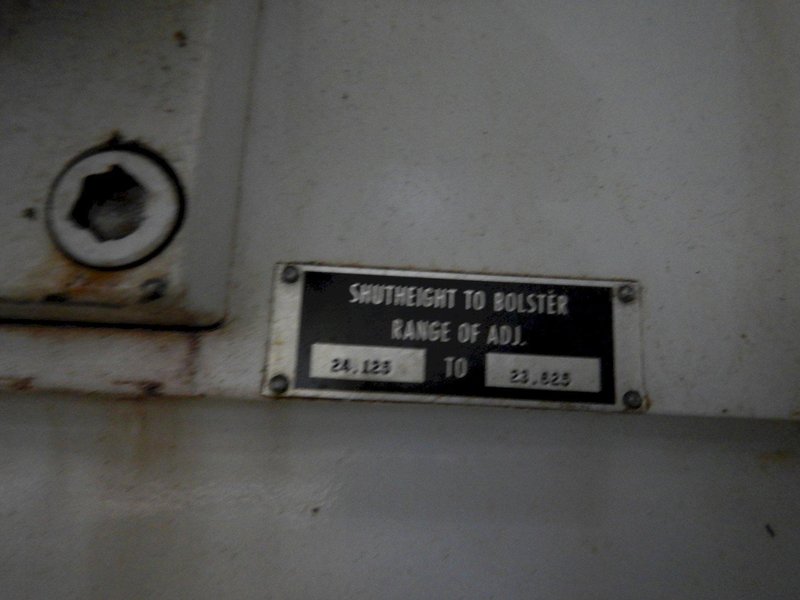 SHUTHEIGHT TO BOLSTER
RANGE OF ADJ.
24.125 TO 23.625